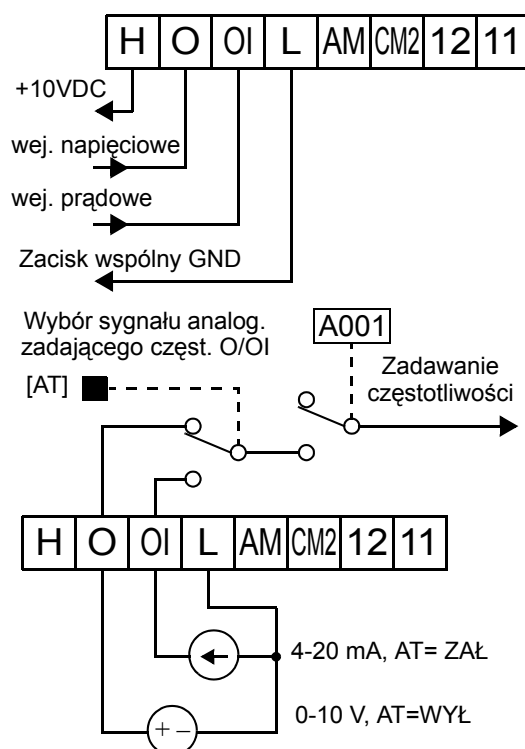 H O OI L AM CM2 12 11
+10VDC
wej. napięciowe
wej. prądowe
Zacisk wspólny GND
Wybór sygnału analog.
zadającego częst. O/OI
[AT]
A001
Zadawanie
częstotliwości
H O OI L AM CM2 12 11
4-20 mA, AT= ZAŁ
+ –
0-10 V, AT=WYŁ